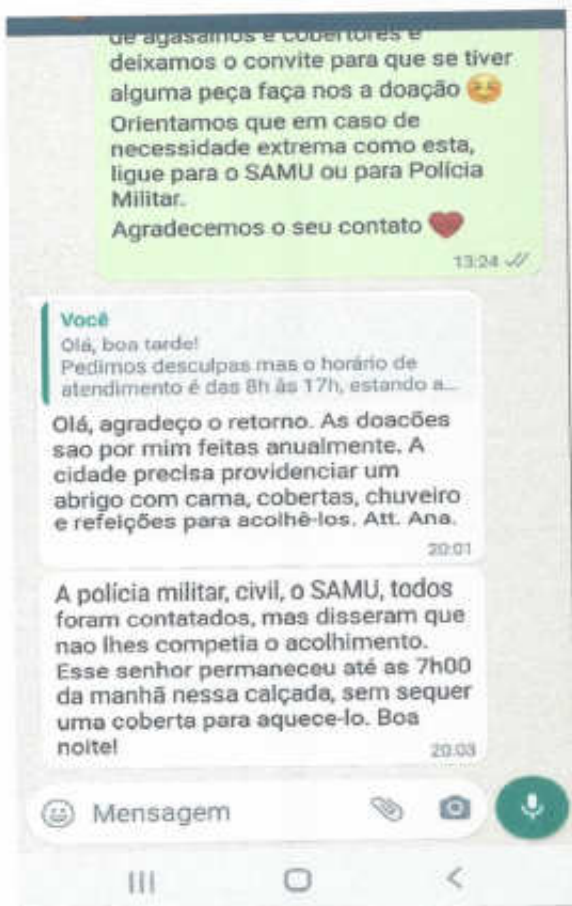 de agasalhos e cobertores e
deixamos o convite para que se tiver
alguma peça faça nos a doação
Orientamos que em caso de
necessidade extrema como esta,
ligue para o SAMU ou para Polícia
Militar.
Agradecemos o seu contato
13:24
Você
Olá, boa tarde!
Pedimos desculpas mas o horário de
atendimento é das 8h às 17h, estando a...
Olá, agradeço o retorno. As doacões
sao por mim feitas anualmente. A
cidade precisa providenciar um
abrigo com cama, cobertas, chuveiro
e refeições para acolhê-los. Att. Ana.
20:01
A polícia militar, civil, o SAMU, todos
foram contatados, mas disseram que
nao lhes competia o acolhimento.
Esse senhor permaneceu até as 7h00
da manhã nessa calçada, sem sequer
uma coberta para aquece-lo. Boa
noite!
20:03
Mensagem